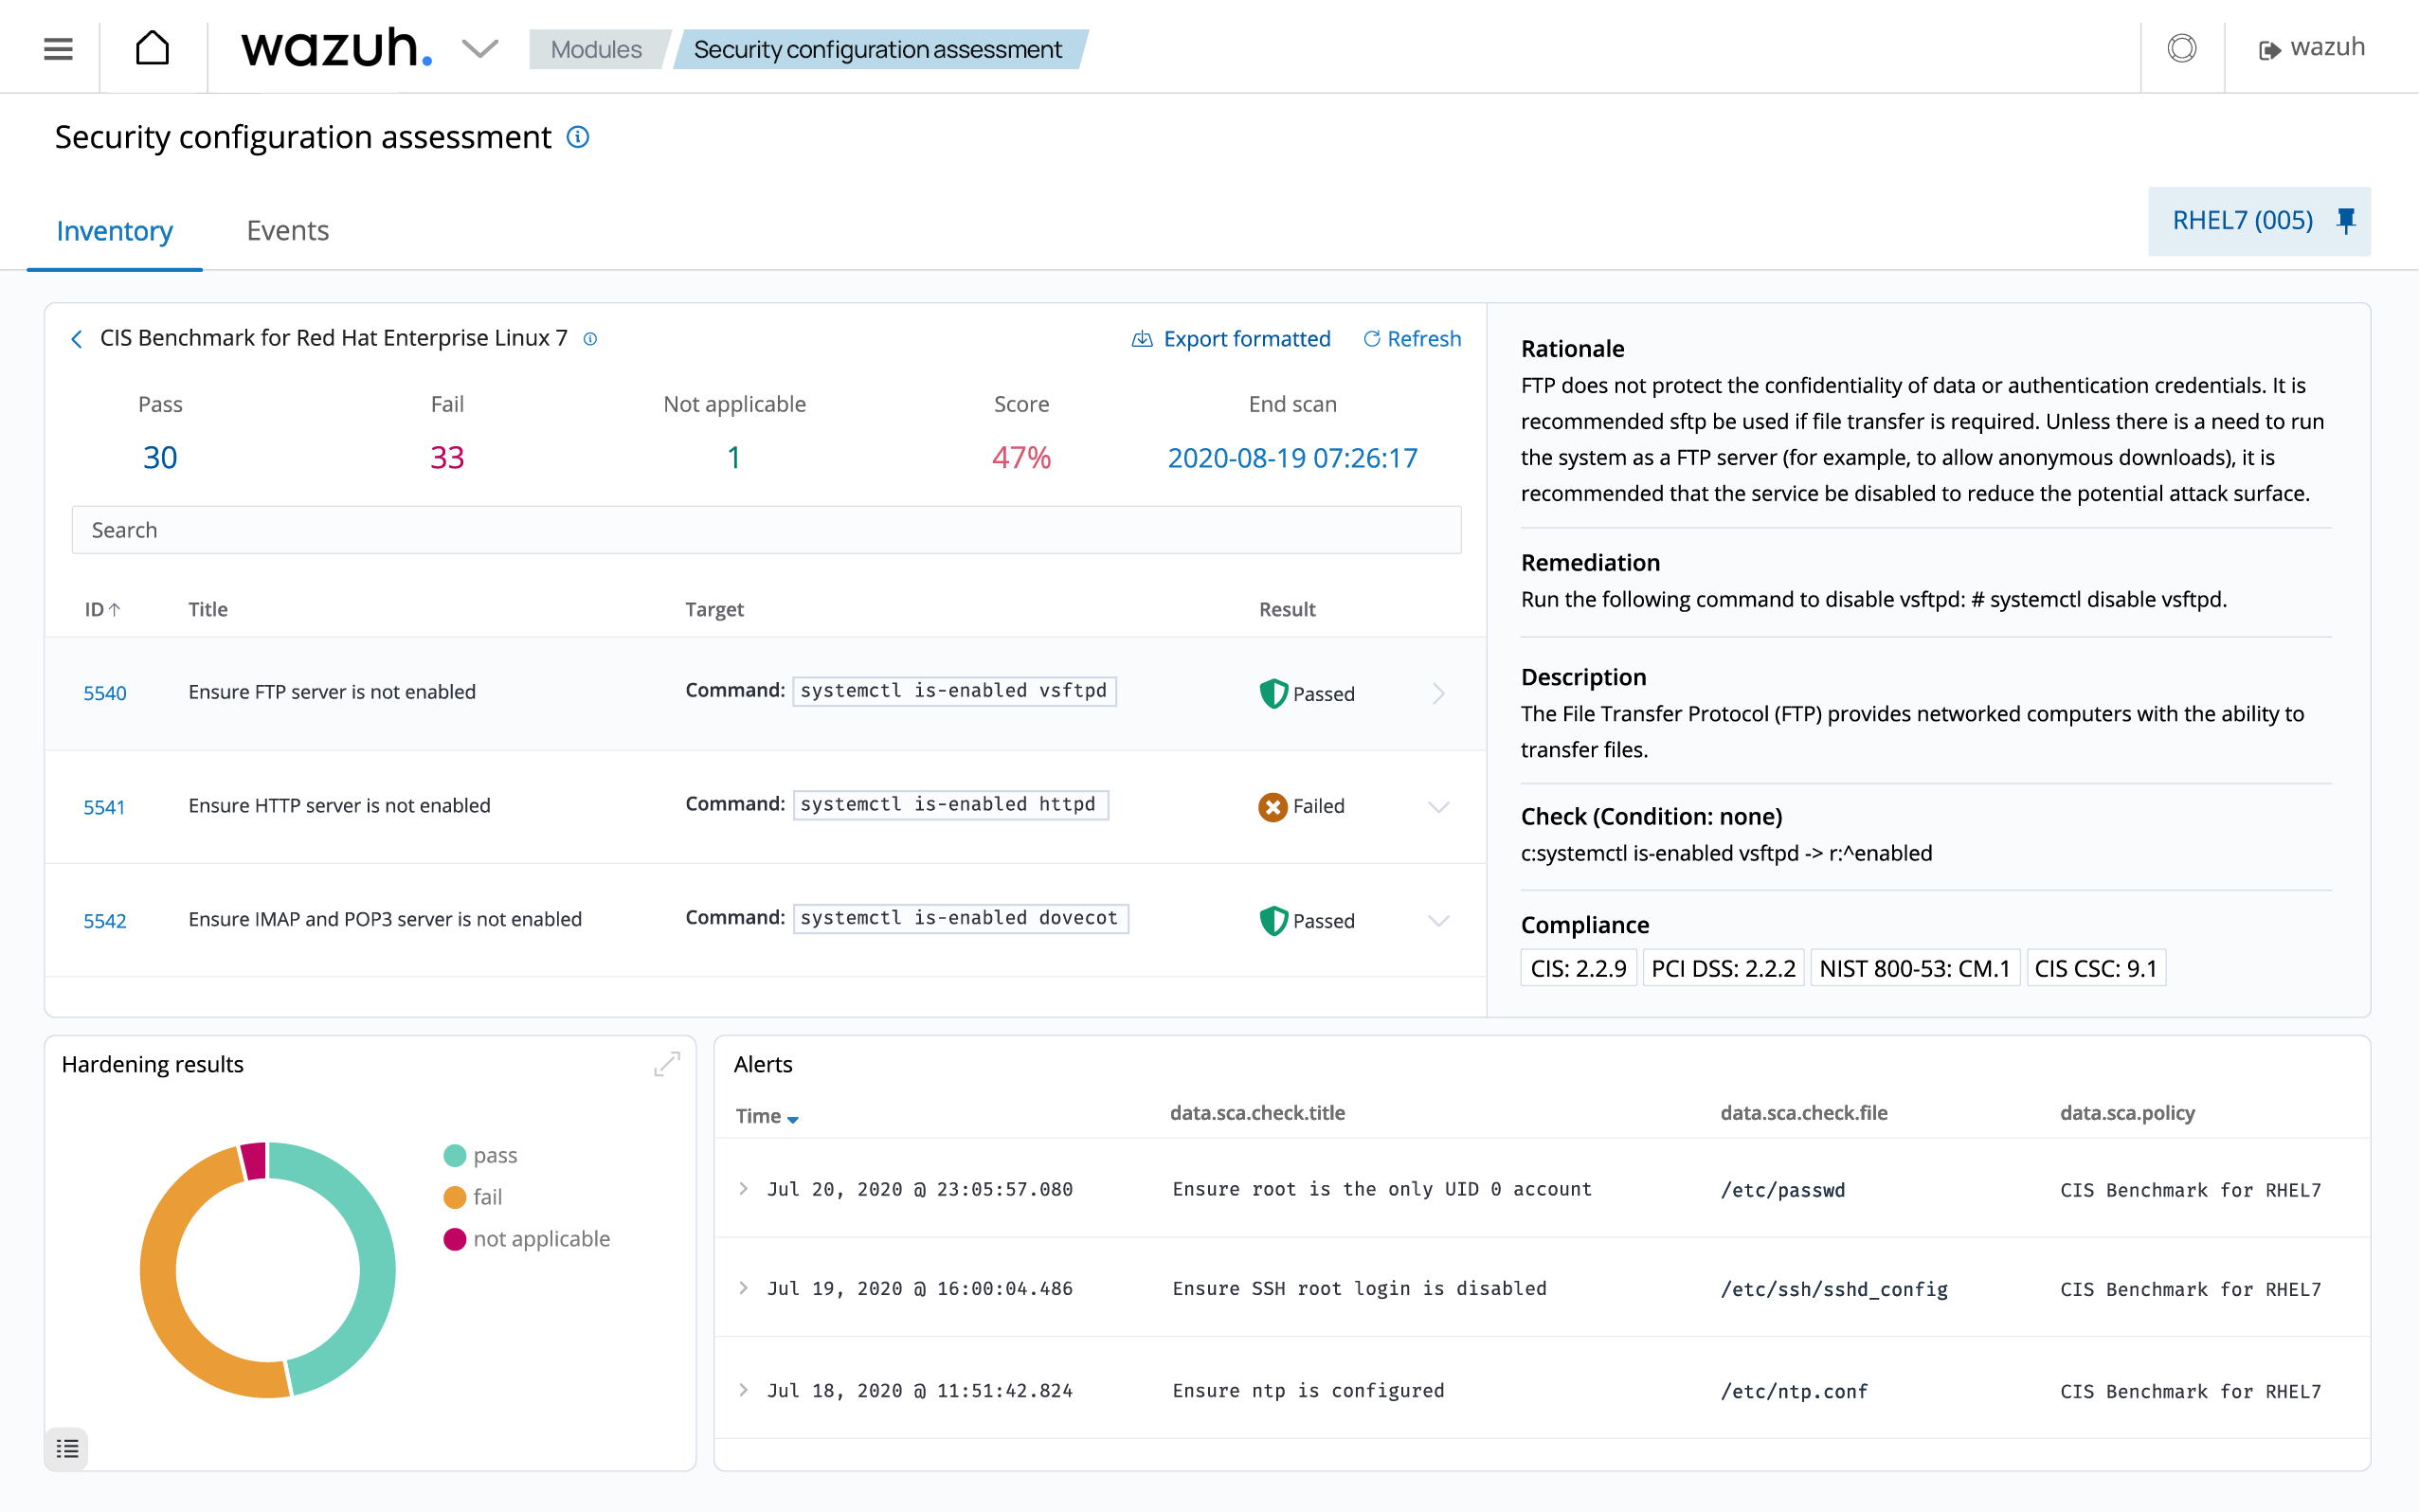 wazuh.
Modules
Security configuration assessment
wazuh
Security configuration assessment
Inventory
Events
RHEL7 (005)
CIS Benchmark for Red Hat Enterprise Linux 7
Export formatted
Refresh
Pass
Fail
Not applicable
Score
End scan
30
33
1
47%
2020-08-19 07:26:17
Search
ID
Title
Target
Result
5540
Ensure FTP server is not enabled
Command: systemctl is-enabled vsftpd
Passed
5541
Ensure HTTP server is not enabled
Command: systemctl is-enabled httpd
Failed
5542
Ensure IMAP and POP3 server is not enabled
Command: systemctl is-enabled dovecot
Passed
Rationale
FTP does not protect the confidentiality of data or authentication credentials. It is
recommended sftp be used if file transfer is required. Unless there is a need to run
the system as a FTP server (for example, to allow anonymous downloads), it is
recommended that the service be disabled to reduce the potential attack surface.
Remediation
Run the following command to disable vsftpd: # systemctl disable vsftpd.
Description
The File Transfer Protocol (FTP) provides networked computers with the ability to
transfer files.
Check (Condition: none)
c:systemctl is-enabled vsftpd -> r:^enabled
Compliance
CIS: 2.2.9
PCI DSS: 2.2.2
NIST 800-53: CM.1
CIS CSC: 9.1
Hardening results
pass
fail
not applicable
Alerts
Time
data.sca.check.title
data.sca.check.file
data.sca.policy
Jul 20, 2020 @ 23:05:57.080
Ensure root is the only UID 0 account
/etc/passwd
CIS Benchmark for RHEL7
Jul 19, 2020 @ 16:00:04.486
Ensure SSH root login is disabled
/etc/ssh/sshd_config
CIS Benchmark for RHEL7
Jul 18, 2020 @ 11:51:42.824
Ensure ntp is configured
/etc/ntp.conf
CIS Benchmark for RHEL7